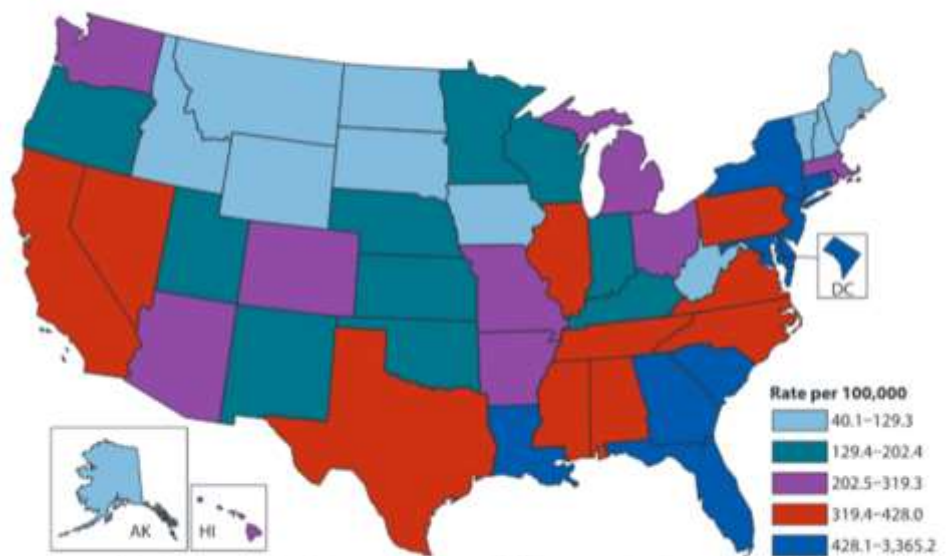 DC
Rate per 100,000
40.1–129.3
129.4–202.4
202.5–319.3
319.4–428.0
428.1–3,365.2
AK
HI